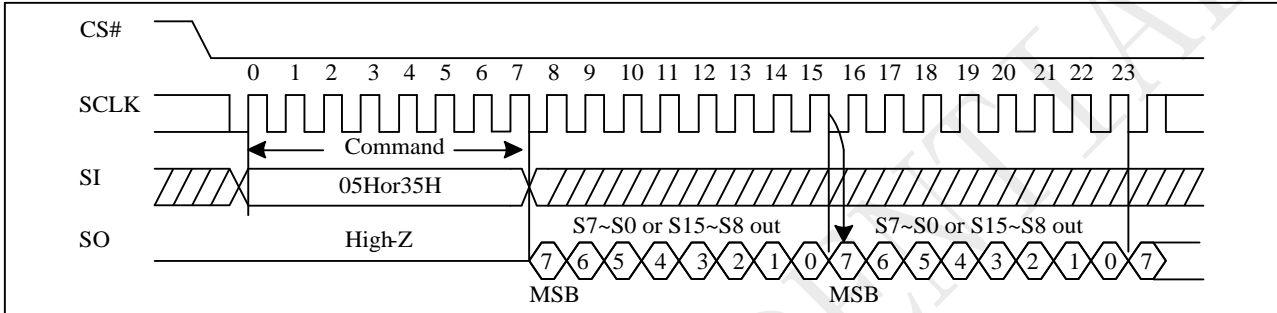 CS#
0 1 2 3 4 5 6 7 8 9 10 11 12 13 14 15 16 17 18 19 20 21 22 23
SCLK
Command
SI
05Hor35H
S7~S0 or S15~S8 out S7~S0 or S15~S8 out
SO
High-Z
7 6 5 4 3 2 1 0 7 6 5 4 3 2 1 0 7
MSB MSB